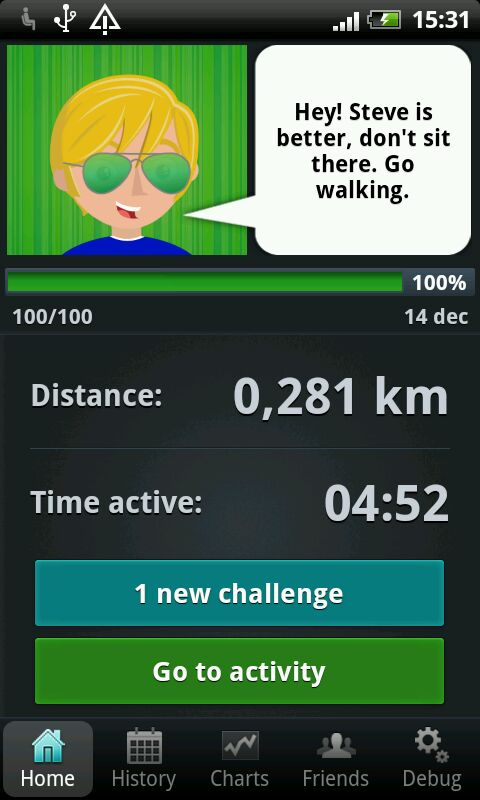 15:31
Hey! Steve is
better, don't sit
there. Go
walking.
100%
100/100 14 dec
Distance: 0,281 km
Time active: 04:52
1 new challenge
Go to activity
Home History Charts Friends Debug